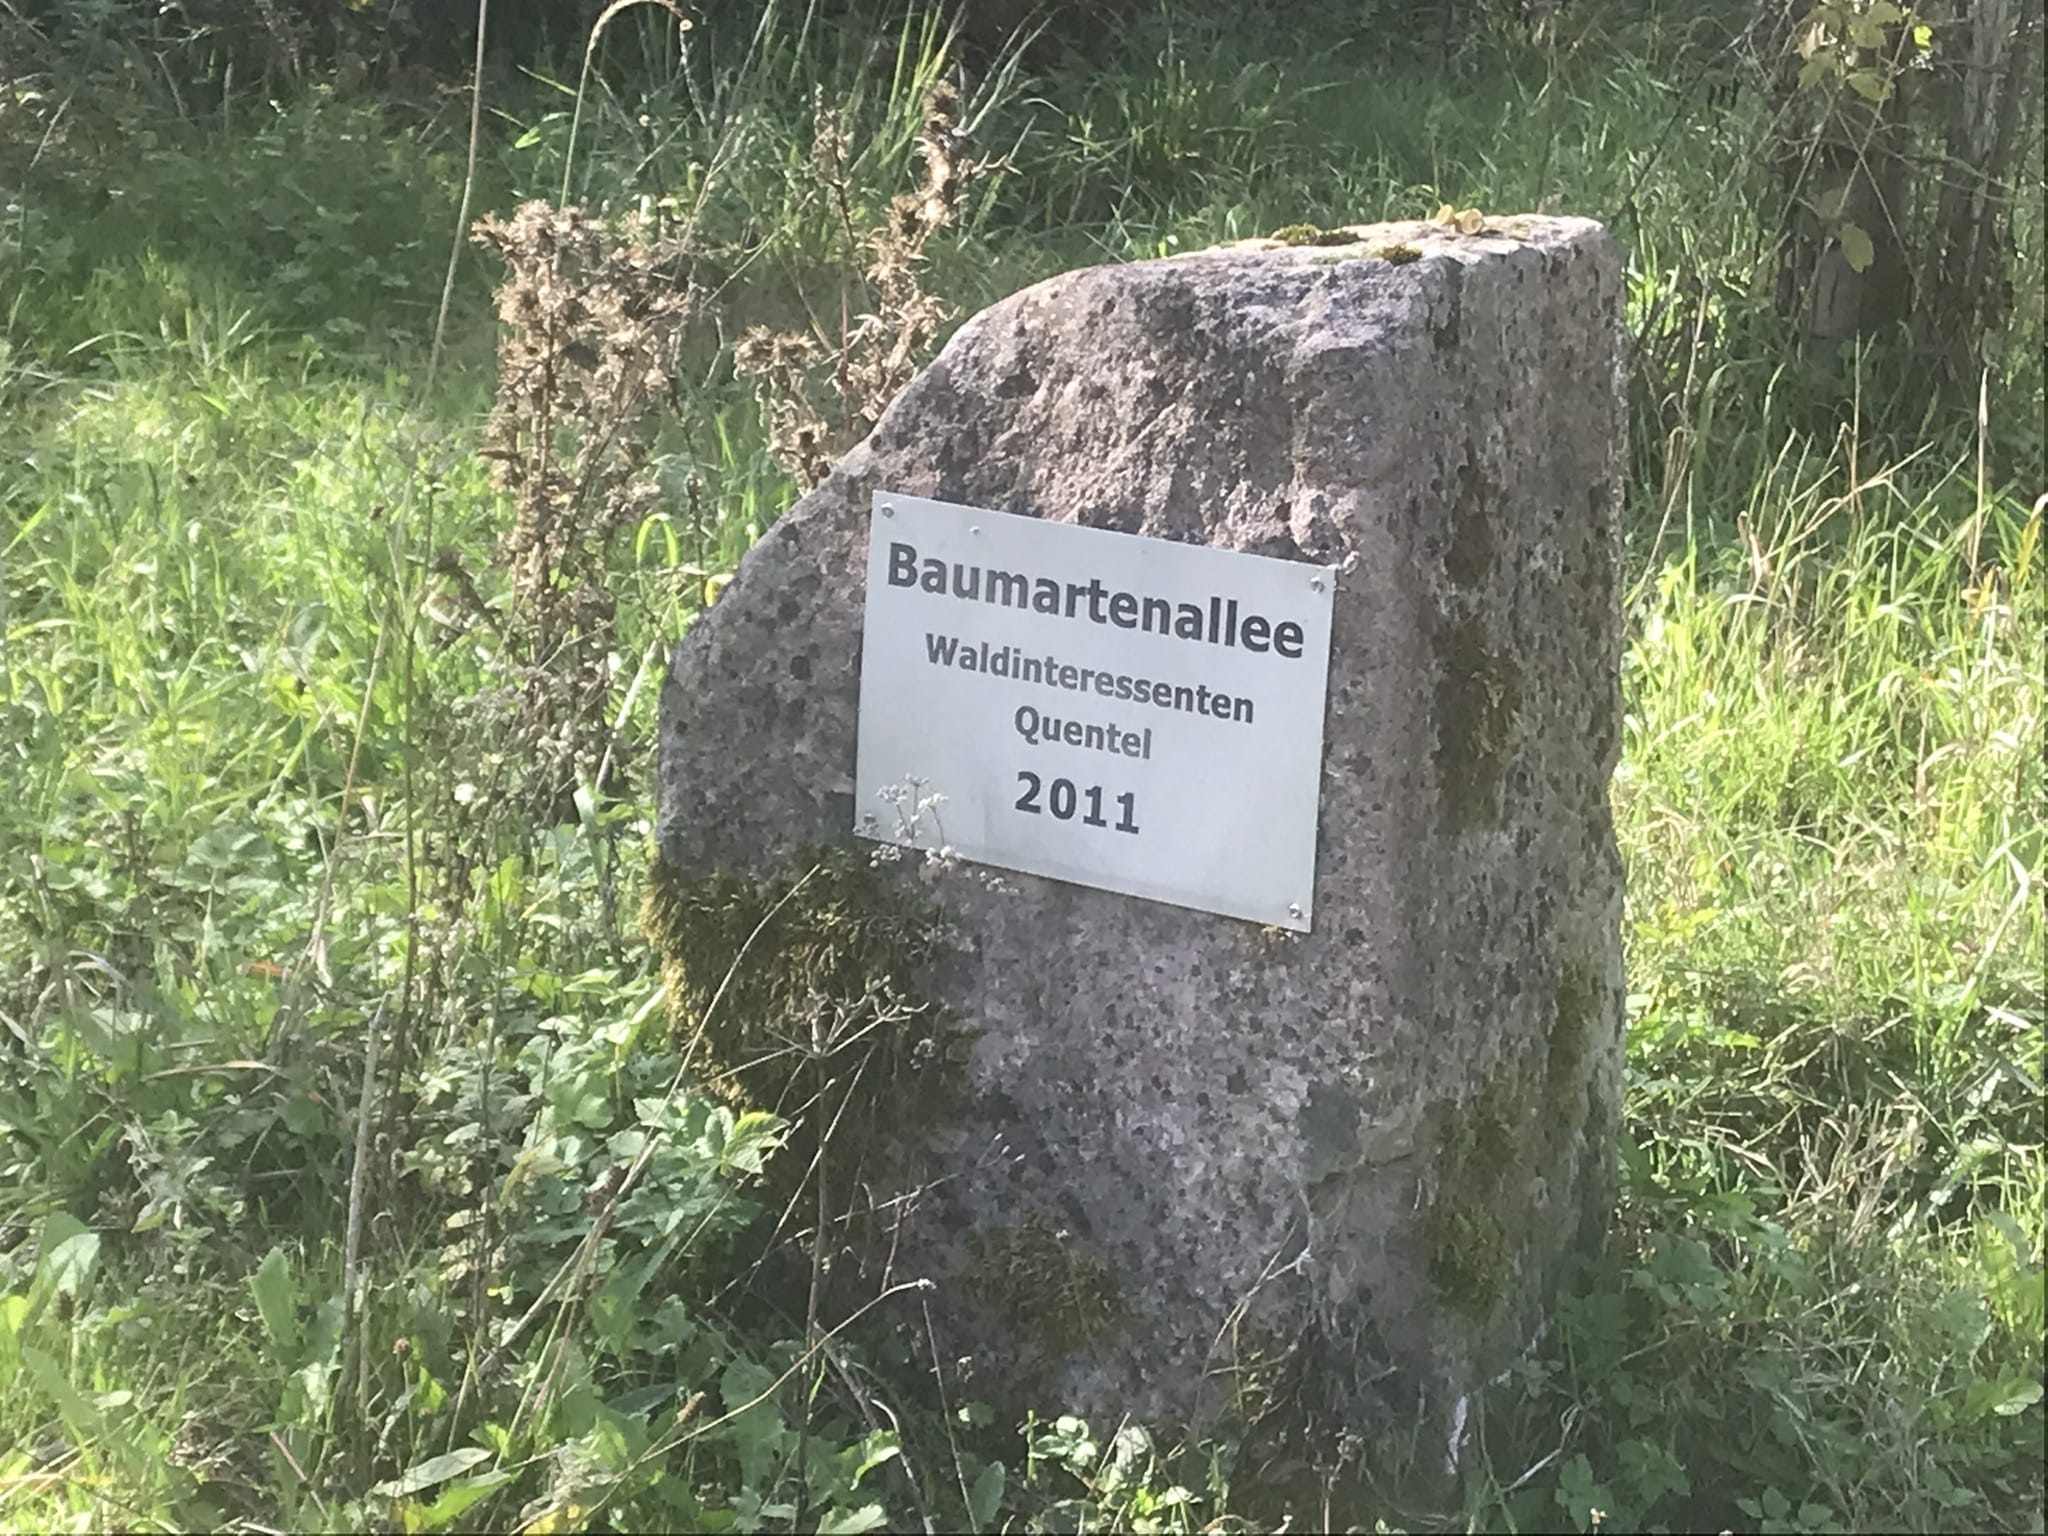 Baumartenallee
Waldinteressenten
Quentel
2011